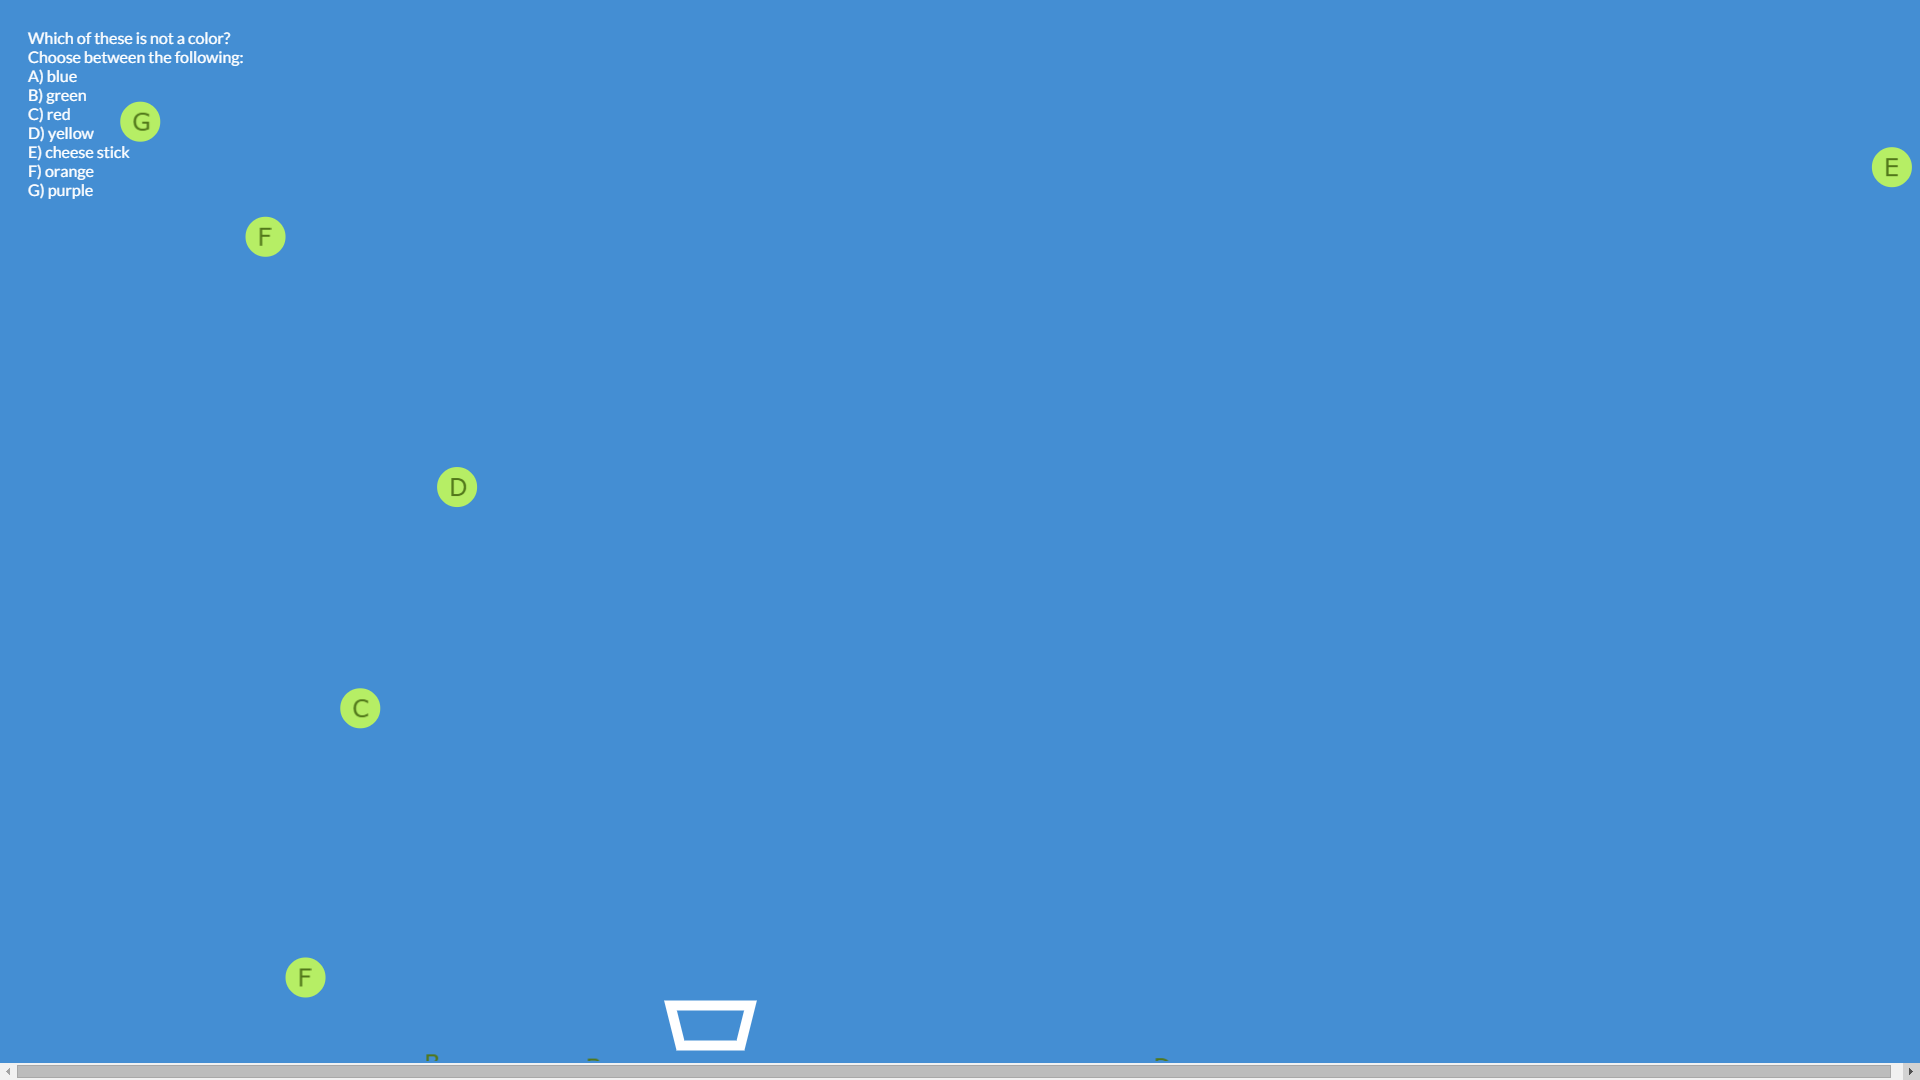 Which of these is not a color?
Choose between the following:
A) blue
B) green
C) red
D) yellow
E) cheese stick
F) orange
G) purple
G
E
F
D
C
F